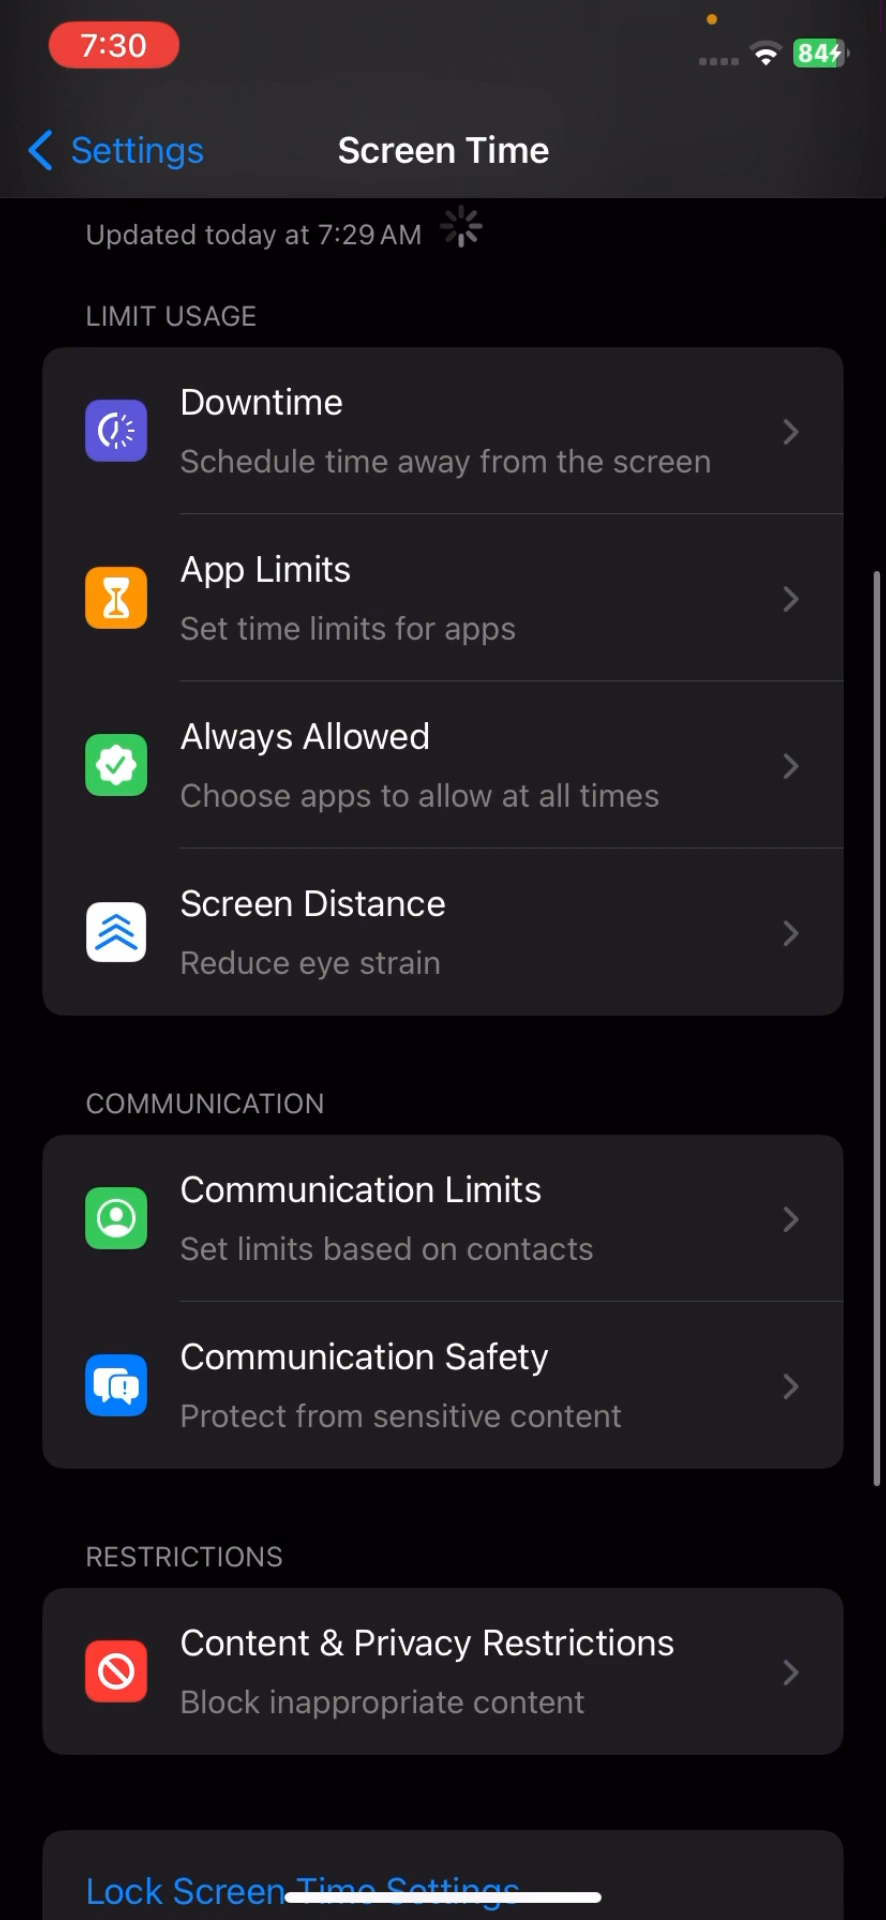 7:30
84
Settings
Screen Time
Updated today at 7:29 AM
LIMIT USAGE
Downtime
Schedule time away from the screen
App Limits
Set time limits for apps
Always Allowed
Choose apps to allow at all times
Screen Distance
Reduce eye strain
COMMUNICATION
Communication Limits
Set limits based on contacts
Communication Safety
Protect from sensitive content
RESTRICTIONS
Content & Privacy Restrictions
Block inappropriate content
Lock Screen Time Settings